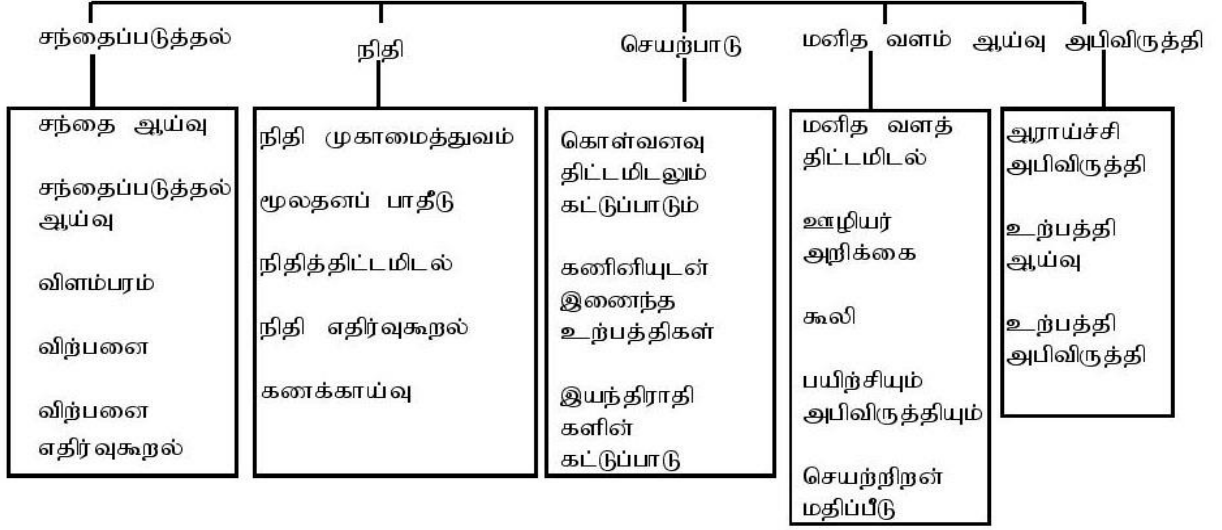 சந்தைப்படுத்தல்
நிதி
செயற்பாடு
மனித வளம்
ஆய்வு அபிவிருத்தி
சந்தை ஆய்வு
சந்தைப்படுத்தல்
ஆய்வு
விளம்பரம்
விற்பனை
விற்பனை
எதிர்வுகூறல்
நிதி முகாமைத்துவம்
மூலதனப் பாதீடு
நிதித்திட்டமிடல்
நிதி எதிர்வுகூறல்
கணக்காய்வு
கொள்வனவு
திட்டமிடலும்
கட்டுப்பாடும்
கணினியுடன்
இணைந்த
உற்பத்திகள்
இயந்திராதி
களின்
கட்டுப்பாடு
மனித வளத்
திட்டமிடல்
ஊழியர்
அறிக்கை
கூலி
பயிற்சியும்
அபிவிருத்தியும்
செயற்றிறன்
மதிப்பீடு
ஆராய்ச்சி
அபிவிருத்தி
உற்பத்தி
ஆய்வு
உற்பத்தி
அபிவிருத்தி